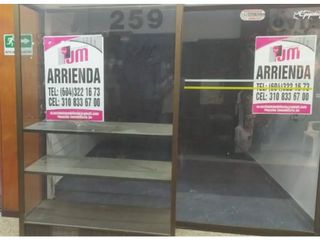 259
JM
ARRIENDA
TEL: (604) 322 16 73
CEL: 310 833 67 00
JM
ARRIENDA
TEL: (604) 322 16 73
CEL: 310 833 67 00